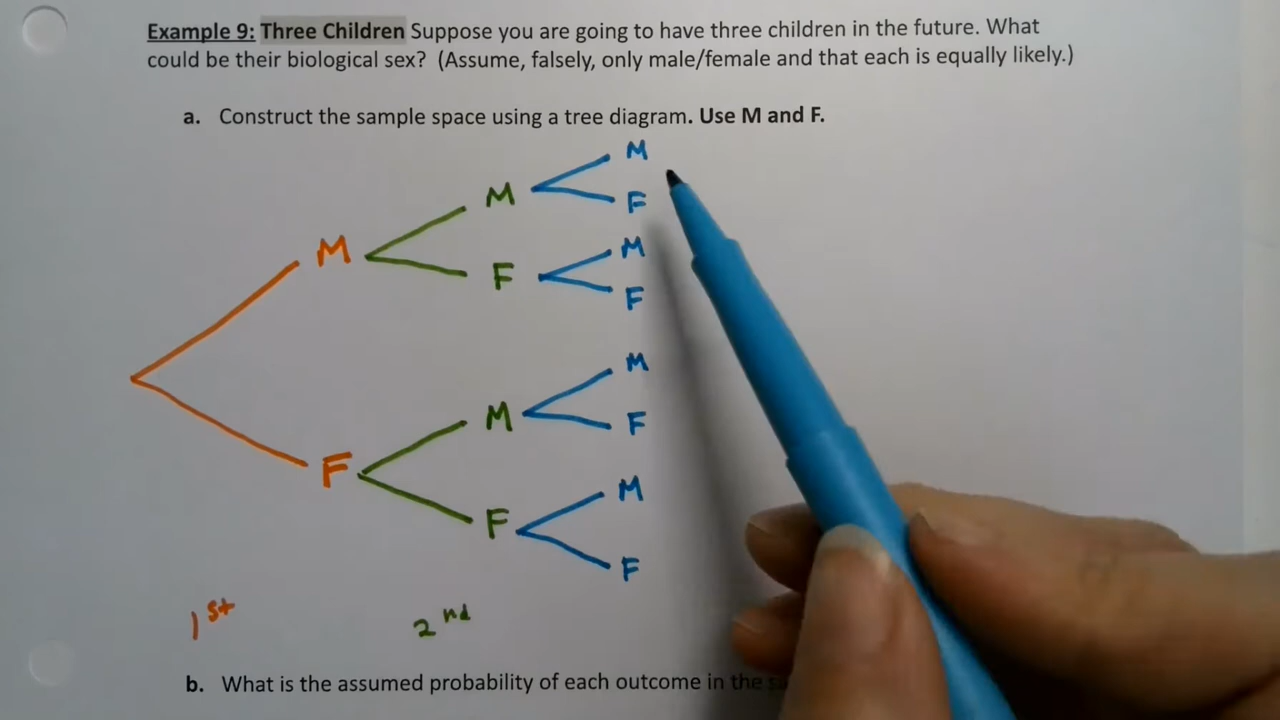 Example 9: Three Children Suppose you are going to have three children in the future. What
could be their biological sex? (Assume, falsely, only male/female and that each is equally likely.)
a. Construct the sample space using a tree diagram. Use M and F.
M
M
F
M
M
F
F
M
M
F
F
M
F
F
1st
2nd
b. What is the assumed probability of each outcome in the